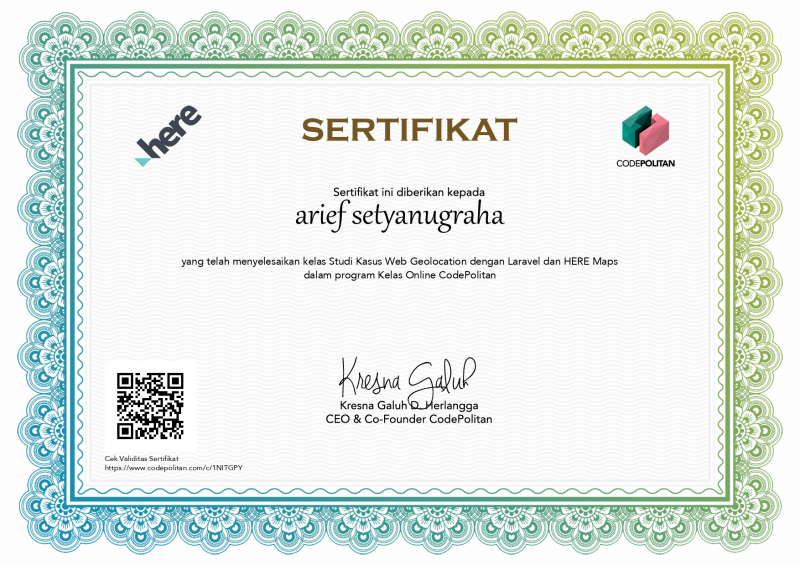 here
SERTIFIKAT
CODEPOLITAN
Sertifikat ini diberikan kepada
arief setyanugraha
yang telah menyelesaikan kelas Studi Kasus Web Geolocation dengan Laravel dan HERE Maps
dalam program Kelas Online CodePolitan
Kresna Galuh
Kresna Galuh D. Herlangga
CEO & Co-Founder CodePolitan
Cek Validitas Sertifikat
https://www.codepolitan.com/c/1NITGPY